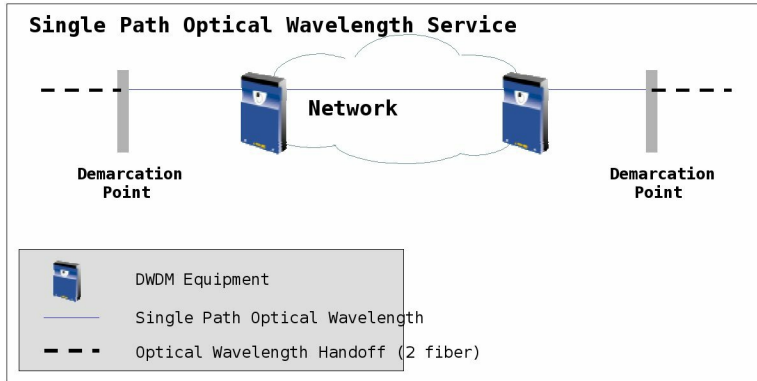 Single Path Optical Wavelength Service
Network
Demarcation
Point
Demarcation
Point
DWDM Equipment
Single Path Optical Wavelength
Optical Wavelength Handoff (2 fiber)